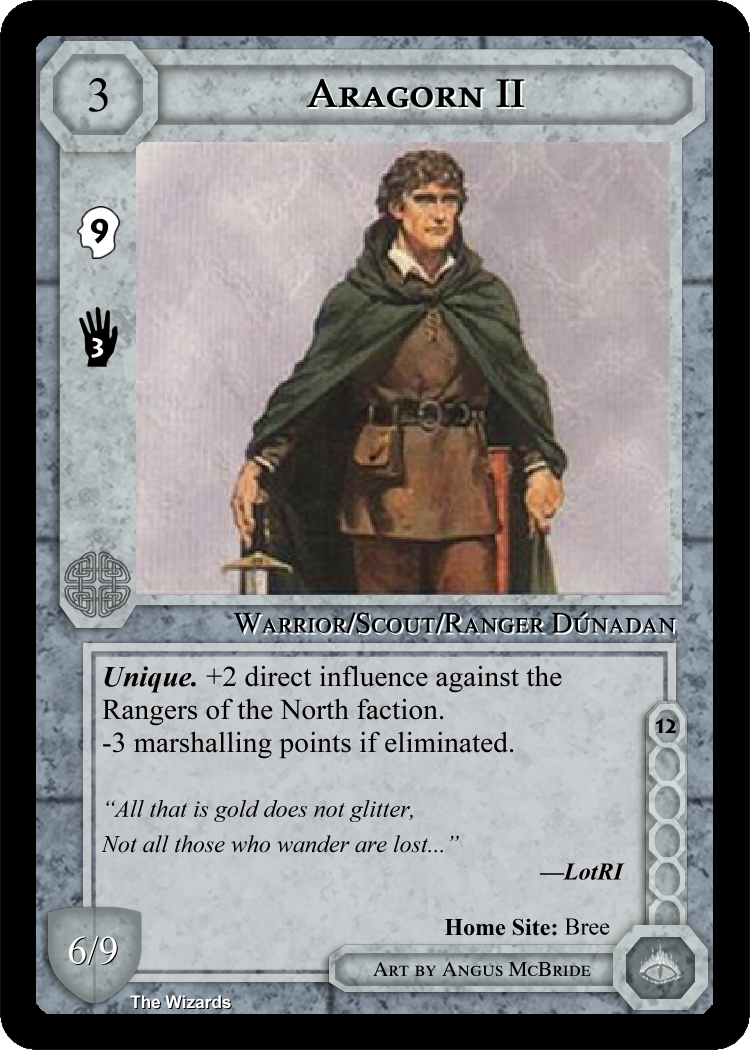 3
Aragorn II
9
3
Warrior/Scout/Ranger Dúnadan
Unique. +2 direct influence against the
Rangers of the North faction.
-3 marshalling points if eliminated.
12
“All that is gold does not glitter,
Not all those who wander are lost...”
—LotRI
Home Site: Bree
6/9
Art by Angus McBride
The Wizards